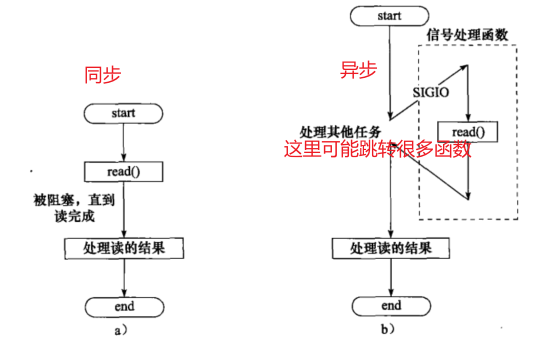 同步
start
read()
被阻塞，直到
读完成
处理读的结果
end
a）
start
异步
信号处理函数
SIGIO
处理其他任务
read()
这里可能跳转很多函数
处理读的结果
end
b）